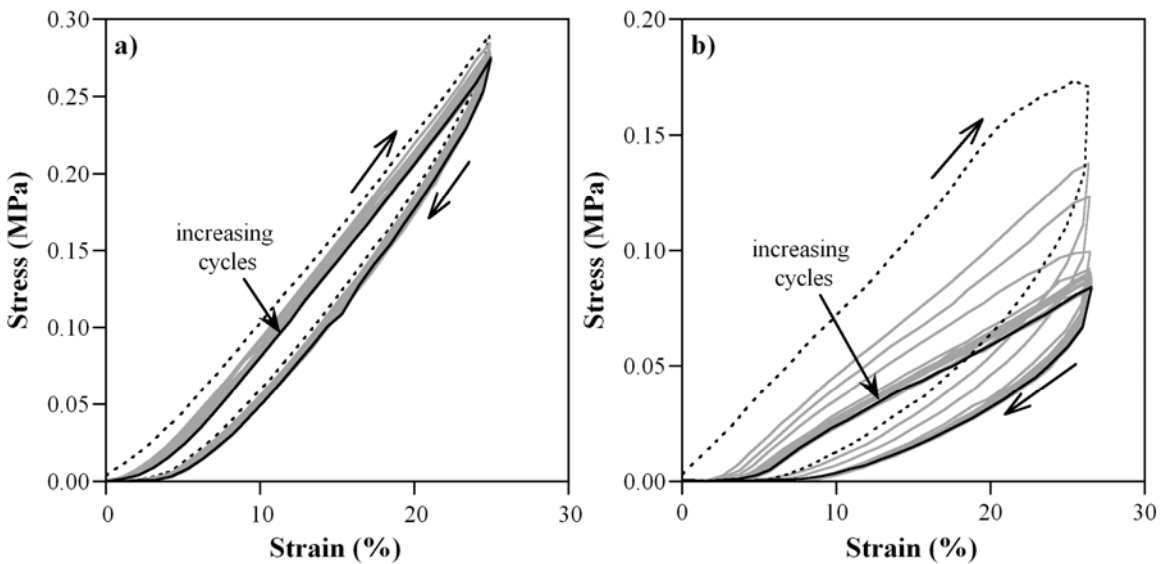 a)
Stress (MPa)
0.30
0.25
0.20
0.15
0.10
0.05
0.00
increasing
cycles
0
10
20
30
Strain (%)
b)
Stress (MPa)
0.20
0.15
0.10
0.05
0.00
increasing
cycles
0
10
20
30
Strain (%)